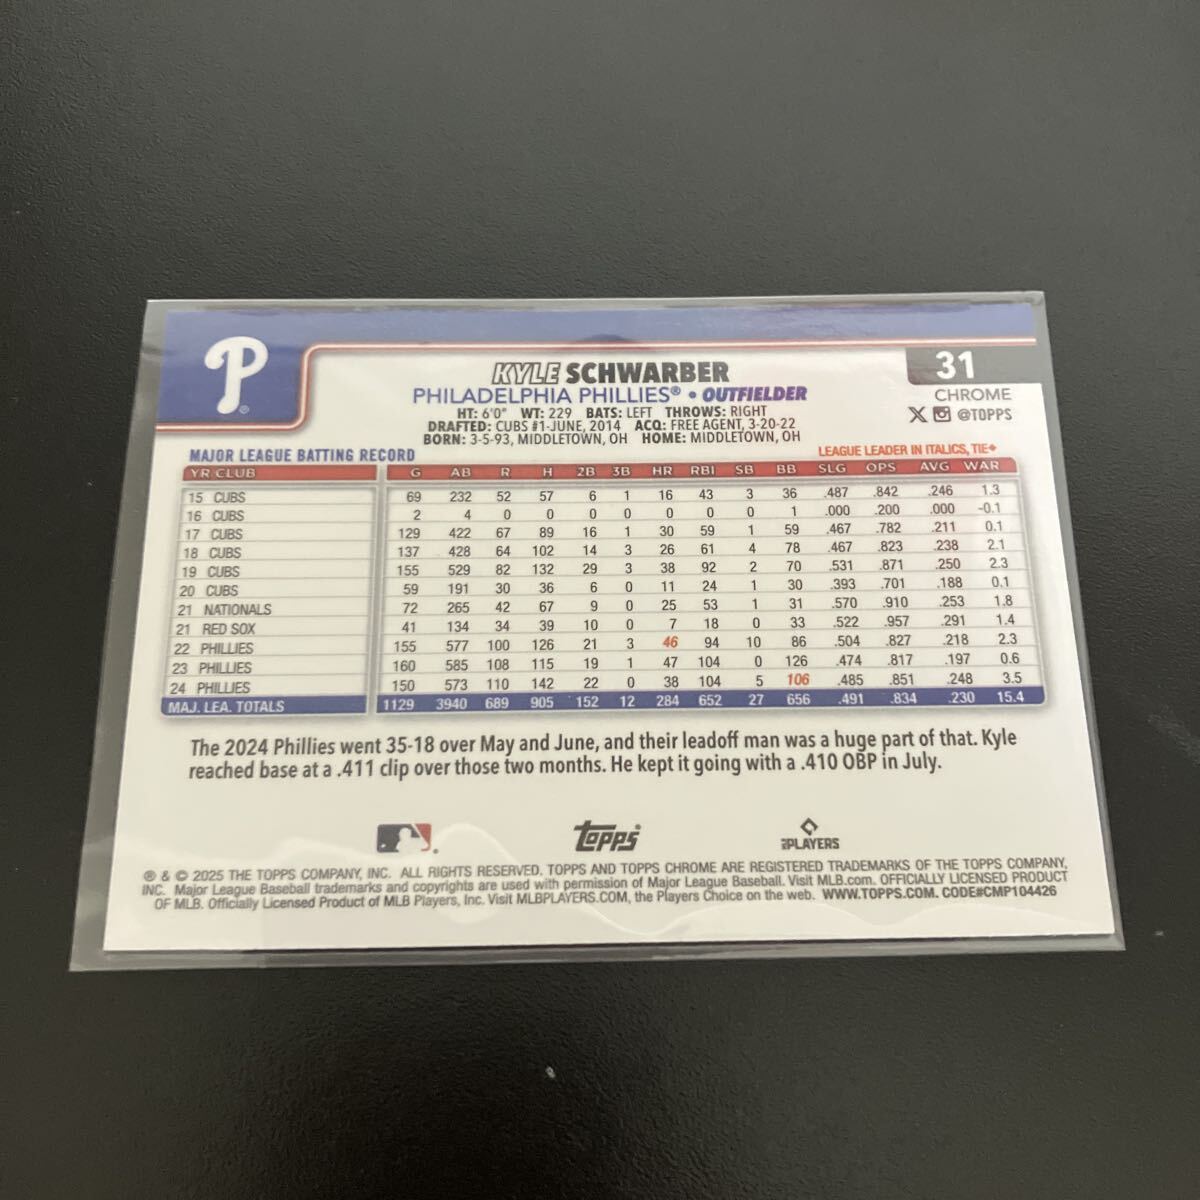 P®
31
KYLE SCHWARBER
CHROME
PHILADELPHIA PHILLIES® • OUTFIELDER
X @TOPPS
HT: 6'0" WT: 229 BATS: LEFT THROWS: RIGHT
DRAFTED: CUBS #1-JUNE, 2014 ACQ: FREE AGENT, 3-20-22
BORN: 3-5-93, MIDDLETOWN, OH HOME: MIDDLETOWN, OH
MAJOR LEAGUE BATTING RECORD LEAGUE LEADER IN ITALICS, TIE♦
YR CLUB G AB R H 2B 3B HR RBI SB BB SLG OPS AVG WAR
15 CUBS 69 232 52 57 6 1 16 43 3 36 .487 .842 .246 1.3
16 CUBS 2 4 0 0 0 0 0 0 0 1 .000 .200 .000 -0.1
17 CUBS 129 422 67 89 16 1 30 59 1 59 .467 .782 .211 0.1
18 CUBS 137 428 64 102 14 3 26 61 4 78 .467 .823 .238 2.1
19 CUBS 155 529 82 132 29 3 38 92 2 70 .531 .871 .250 2.3
20 CUBS 59 191 30 36 6 0 11 24 1 30 .393 .701 .188 0.1
21 NATIONALS 72 265 42 67 9 0 25 53 1 31 .570 .910 .253 1.8
21 RED SOX 41 134 34 39 10 0 7 18 0 33 .522 .957 .291 1.4
22 PHILLIES 155 577 100 126 21 3 46 94 10 86 .504 .827 .218 2.3
23 PHILLIES 160 585 108 115 19 1 47 104 0 126 .474 .817 .197 0.6
24 PHILLIES 150 573 110 142 22 0 38 104 5 106 .485 .851 .248 3.5
MAJ. LEA. TOTALS 1129 3940 689 905 152 12 284 652 27 656 .491 .834 .230 15.4
The 2024 Phillies went 35-18 over May and June, and their leadoff man was a huge part of that. Kyle
reached base at a .411 clip over those two months. He kept it going with a .410 OBP in July.
Topps
PLAYERS
® & © 2025 THE TOPPS COMPANY, INC. ALL RIGHTS RESERVED. TOPPS AND TOPPS CHROME ARE REGISTERED TRADEMARKS OF THE TOPPS COMPANY,
INC. Major League Baseball trademarks and copyrights are used with permission of Major League Baseball. Visit MLB.com. OFFICIALLY LICENSED PRODUCT
OF MLB. Officially Licensed Product of MLB Players, Inc. Visit MLBPLAYERS.COM, the Players Choice on the web. WWW.TOPPS.COM. CODE#CMP104426